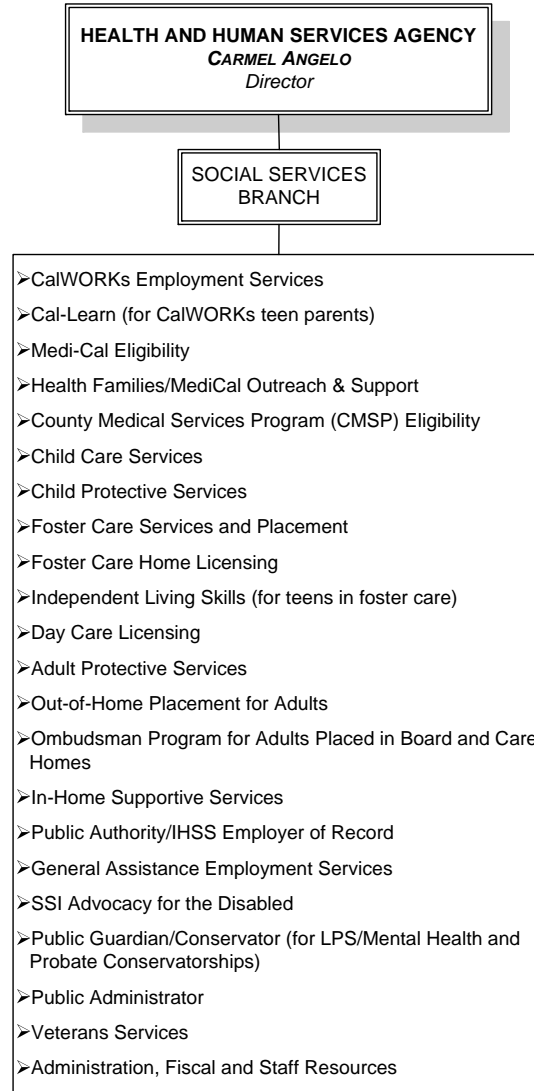 HEALTH AND HUMAN SERVICES AGENCY
CARMEL ANGELO
Director
SOCIAL SERVICES
BRANCH
➢CalWORKs Employment Services
➢Cal-Learn (for CalWORKs teen parents)
➢Medi-Cal Eligibility
➢Health Families/MediCal Outreach & Support
➢County Medical Services Program (CMSP) Eligibility
➢Child Care Services
➢Child Protective Services
➢Foster Care Services and Placement
➢Foster Care Home Licensing
➢Independent Living Skills (for teens in foster care)
➢Day Care Licensing
➢Adult Protective Services
➢Out-of-Home Placement for Adults
➢Ombudsman Program for Adults Placed in Board and Care
Homes
➢In-Home Supportive Services
➢Public Authority/IHSS Employer of Record
➢General Assistance Employment Services
➢SSI Advocacy for the Disabled
➢Public Guardian/Conservator (for LPS/Mental Health and
Probate Conservatorships)
➢Public Administrator
➢Veterans Services
➢Administration, Fiscal and Staff Resources